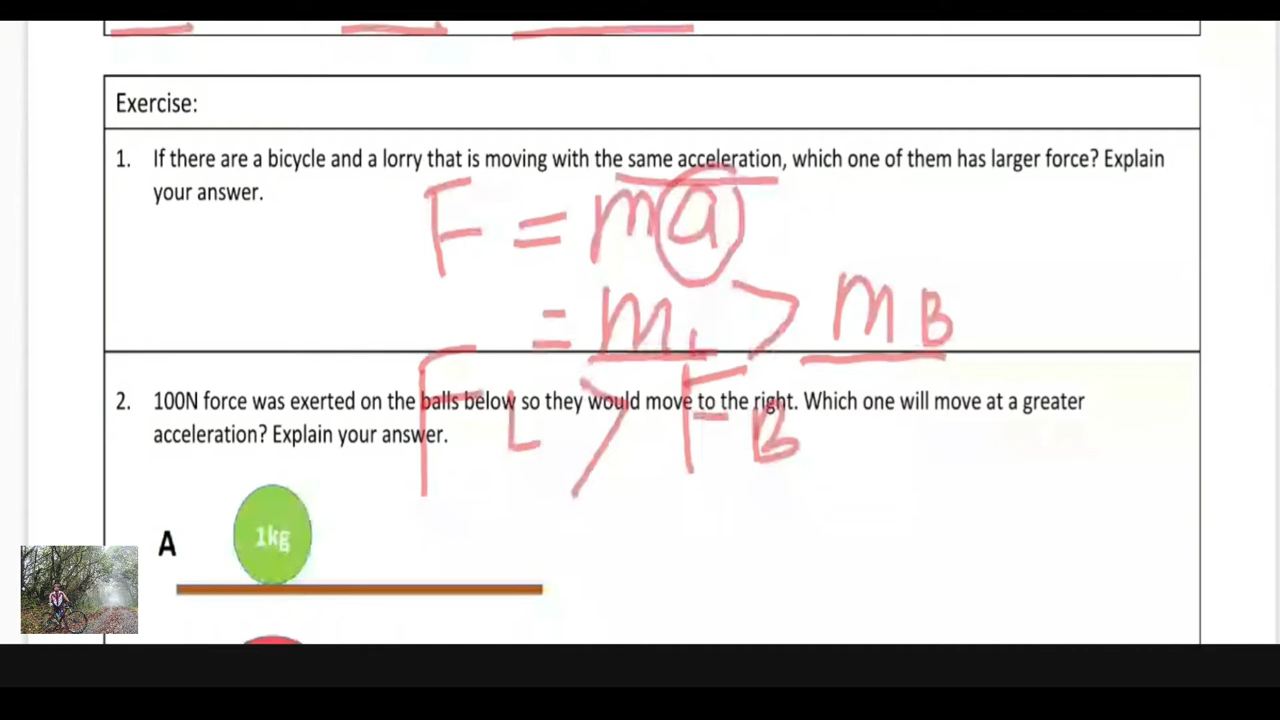 Exercise:
1. If there are a bicycle and a lorry that is moving with the same acceleration, which one of them has larger force? Explain
your answer.
F = ma
= mL > mB
FL > FB
2. 100N force was exerted on the balls below so they would move to the right. Which one will move at a greater
acceleration? Explain your answer.
A
1kg